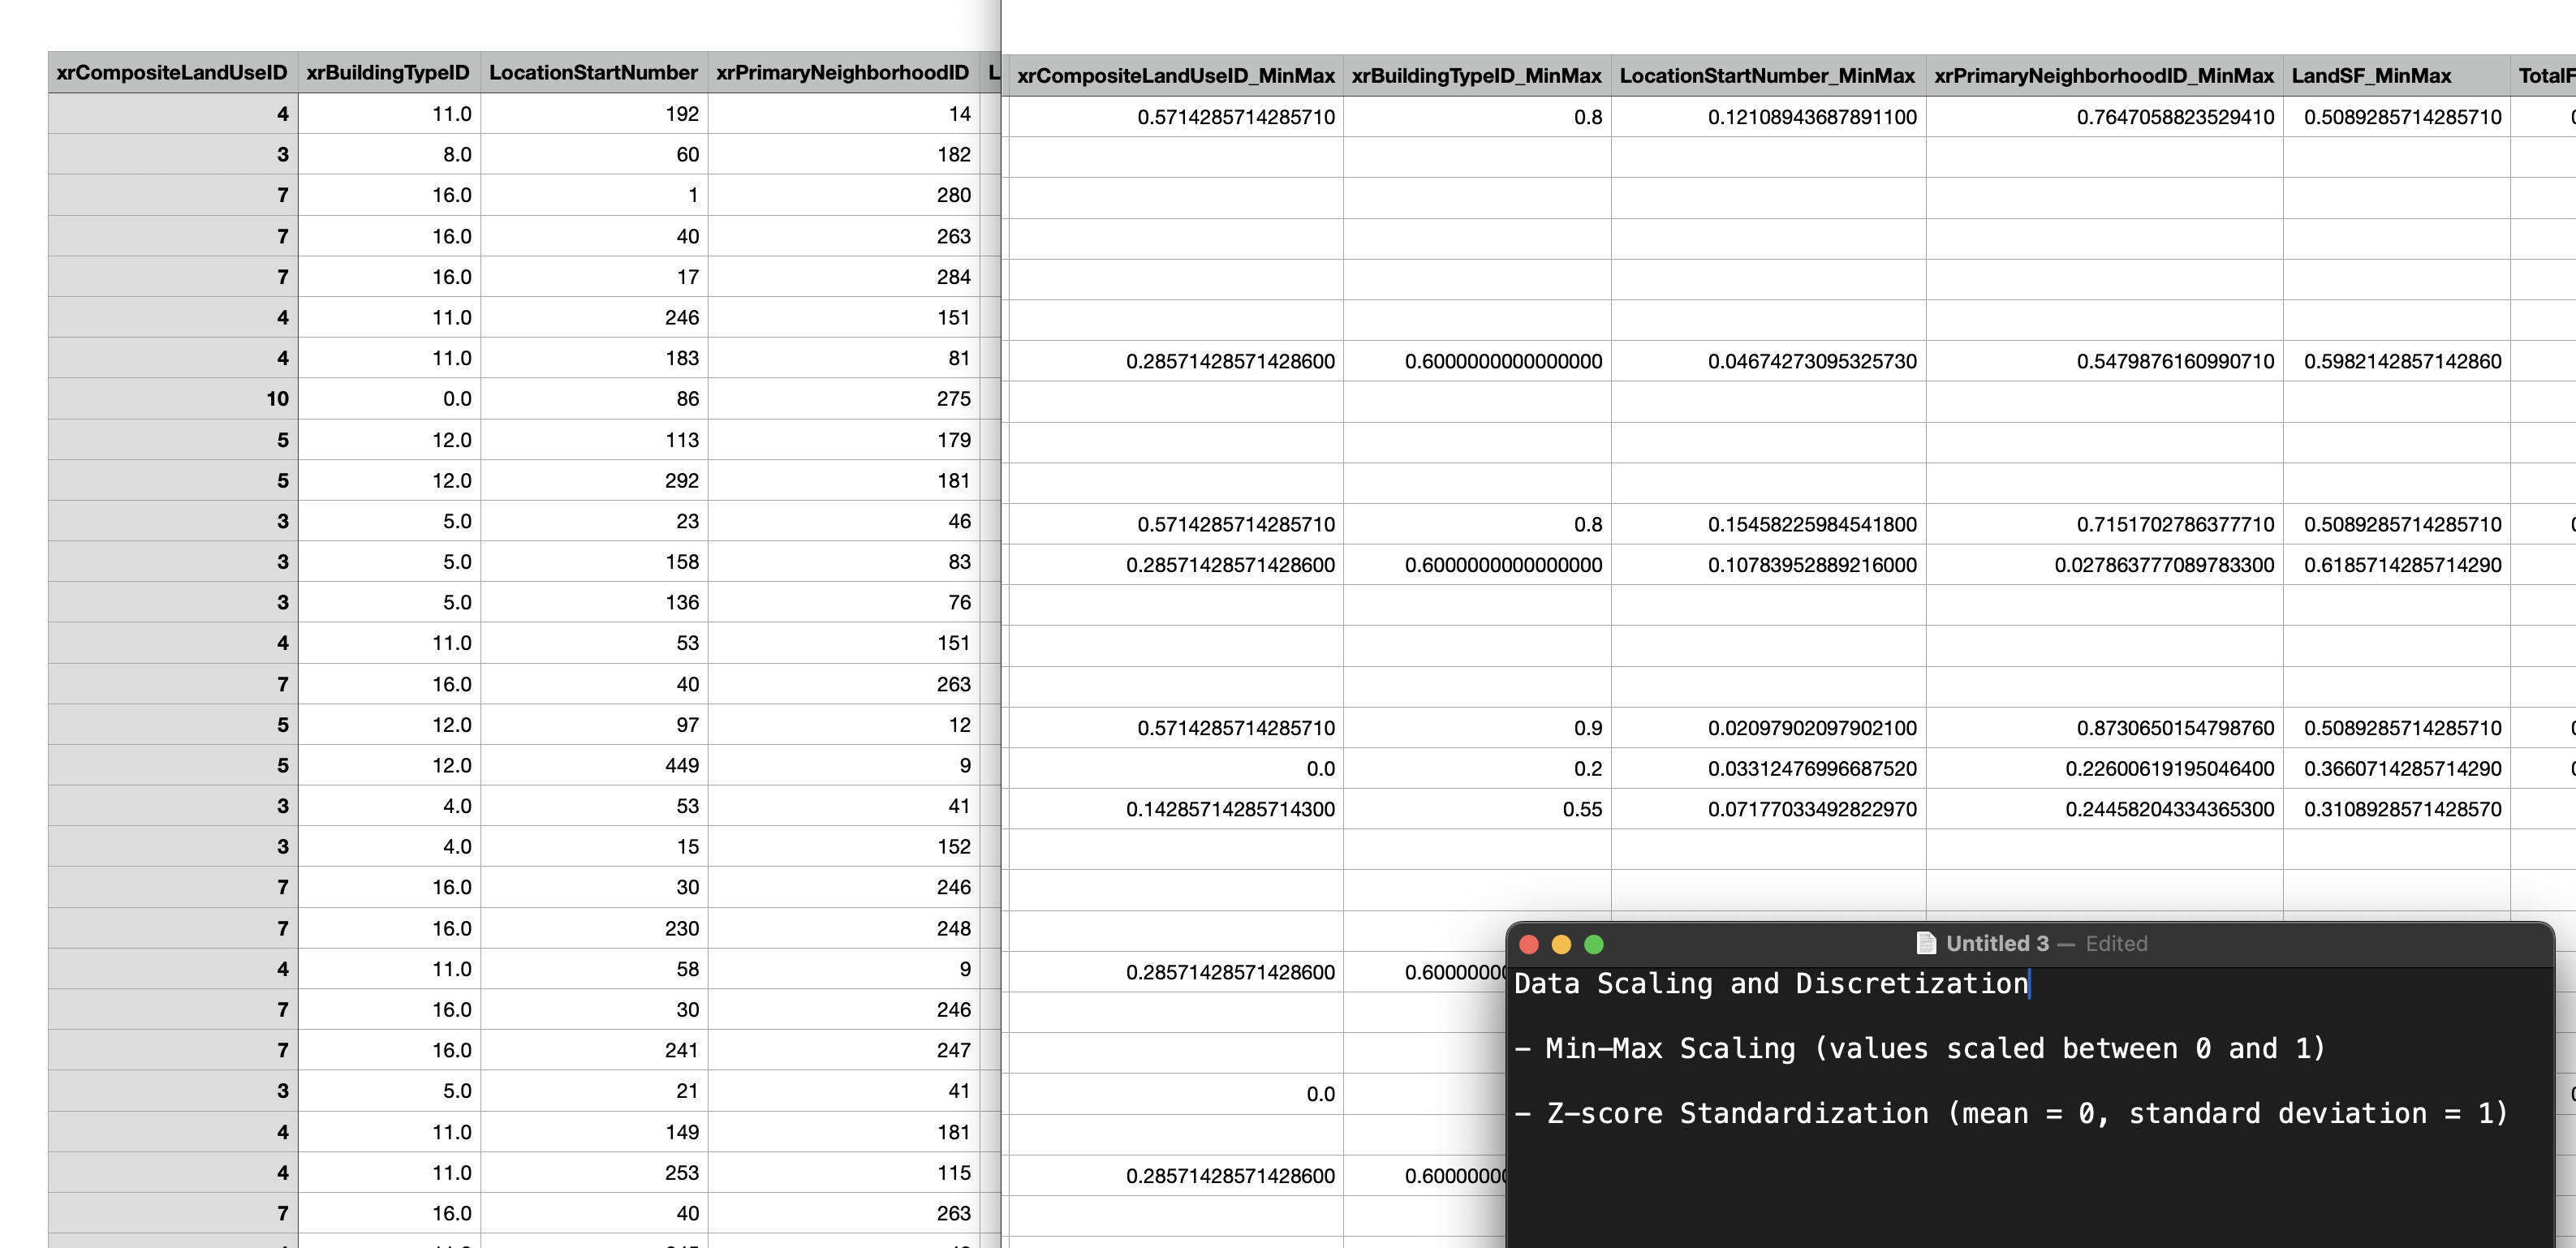 xrCompositeLandUseID xrBuildingTypeID LocationStartNumber xrPrimaryNeighborhoodID L
4 11.0 192 14
3 8.0 60 182
7 16.0 1 280
7 16.0 40 263
7 16.0 17 284
4 11.0 246 151
4 11.0 183 81
10 0.0 86 275
5 12.0 113 179
5 12.0 292 181
3 5.0 23 46
3 5.0 158 83
3 5.0 136 76
4 11.0 53 151
7 16.0 40 263
5 12.0 97 12
5 12.0 449 9
3 4.0 53 41
3 4.0 15 152
7 16.0 30 246
7 16.0 230 248
4 11.0 58 9
7 16.0 30 246
7 16.0 241 247
3 5.0 21 41
4 11.0 149 181
4 11.0 253 115
7 16.0 40 263
xrCompositeLandUseID_MinMax xrBuildingTypeID_MinMax LocationStartNumber_MinMax xrPrimaryNeighborhoodID_MinMax LandSF_MinMax TotalF
0.5714285714285710 0.8 0.12108943687891100 0.7647058823529410 0.5089285714285710
0.28571428571428600 0.6000000000000000 0.04674273095325730 0.5479876160990710 0.5982142857142860
0.5714285714285710 0.8 0.15458225984541800 0.7151702786377710 0.5089285714285710
0.28571428571428600 0.6000000000000000 0.10783952889216000 0.027863777089783300 0.6185714285714290
0.5714285714285710 0.9 0.02097902097902100 0.8730650154798760 0.5089285714285710
0.0 0.2 0.03312476996687520 0.22600619195046400 0.3660714285714290
0.14285714285714300 0.55 0.07177033492822970 0.24458204334365300 0.3108928571428570
0.28571428571428600 0.6000000
0.0
0.28571428571428600 0.6000000
Untitled 3 — Edited
Data Scaling and Discretization
- Min-Max Scaling (values scaled between 0 and 1)
- Z-score Standardization (mean = 0, standard deviation = 1)